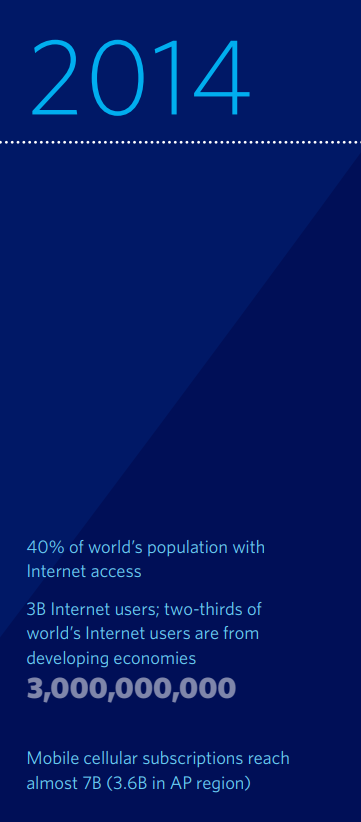 2014
40% of world’s population with
Internet access
3B Internet users; two-thirds of
world’s Internet users are from
developing economies
3,000,000,000
Mobile cellular subscriptions reach
almost 7B (3.6B in AP region)